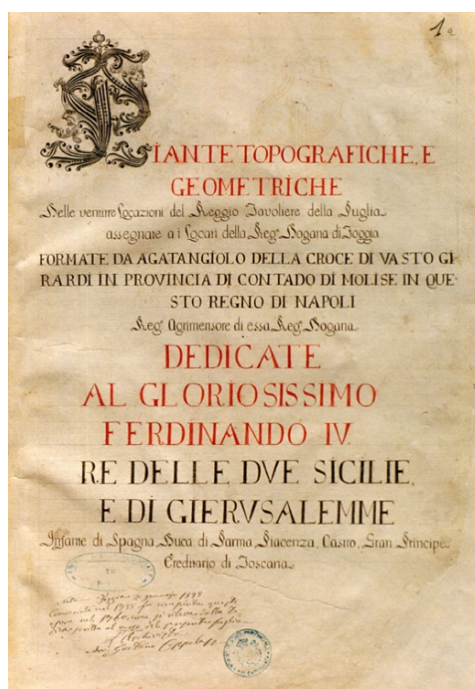 1a
PIANTE TOPOGRAFICHE, E
GEOMETRICHE
Delle ventitre Locazioni del Reggio Tavoliere della Puglia
assegnate a i Locati della Reg.ª Dogana di Foggia
FORMATE DA AGATANGIOLO DELLA CROCE DI VASTO GI
RARDI IN PROVINCIA DI CONTADO DI MOLISE IN QUE
STO REGNO DI NAPOLI
Reg.º Agrimensore di essa Reg.ª Dogana
DEDICATE
AL GLORIOSISSIMO
FERDINANDO IV.
RE DELLE DVE SICILIE,
E DI GIERVSALEMME
Infante di Spagna, Duca di Parma, Piacenza, Castro, Gran Principe
Ereditario di Toscana